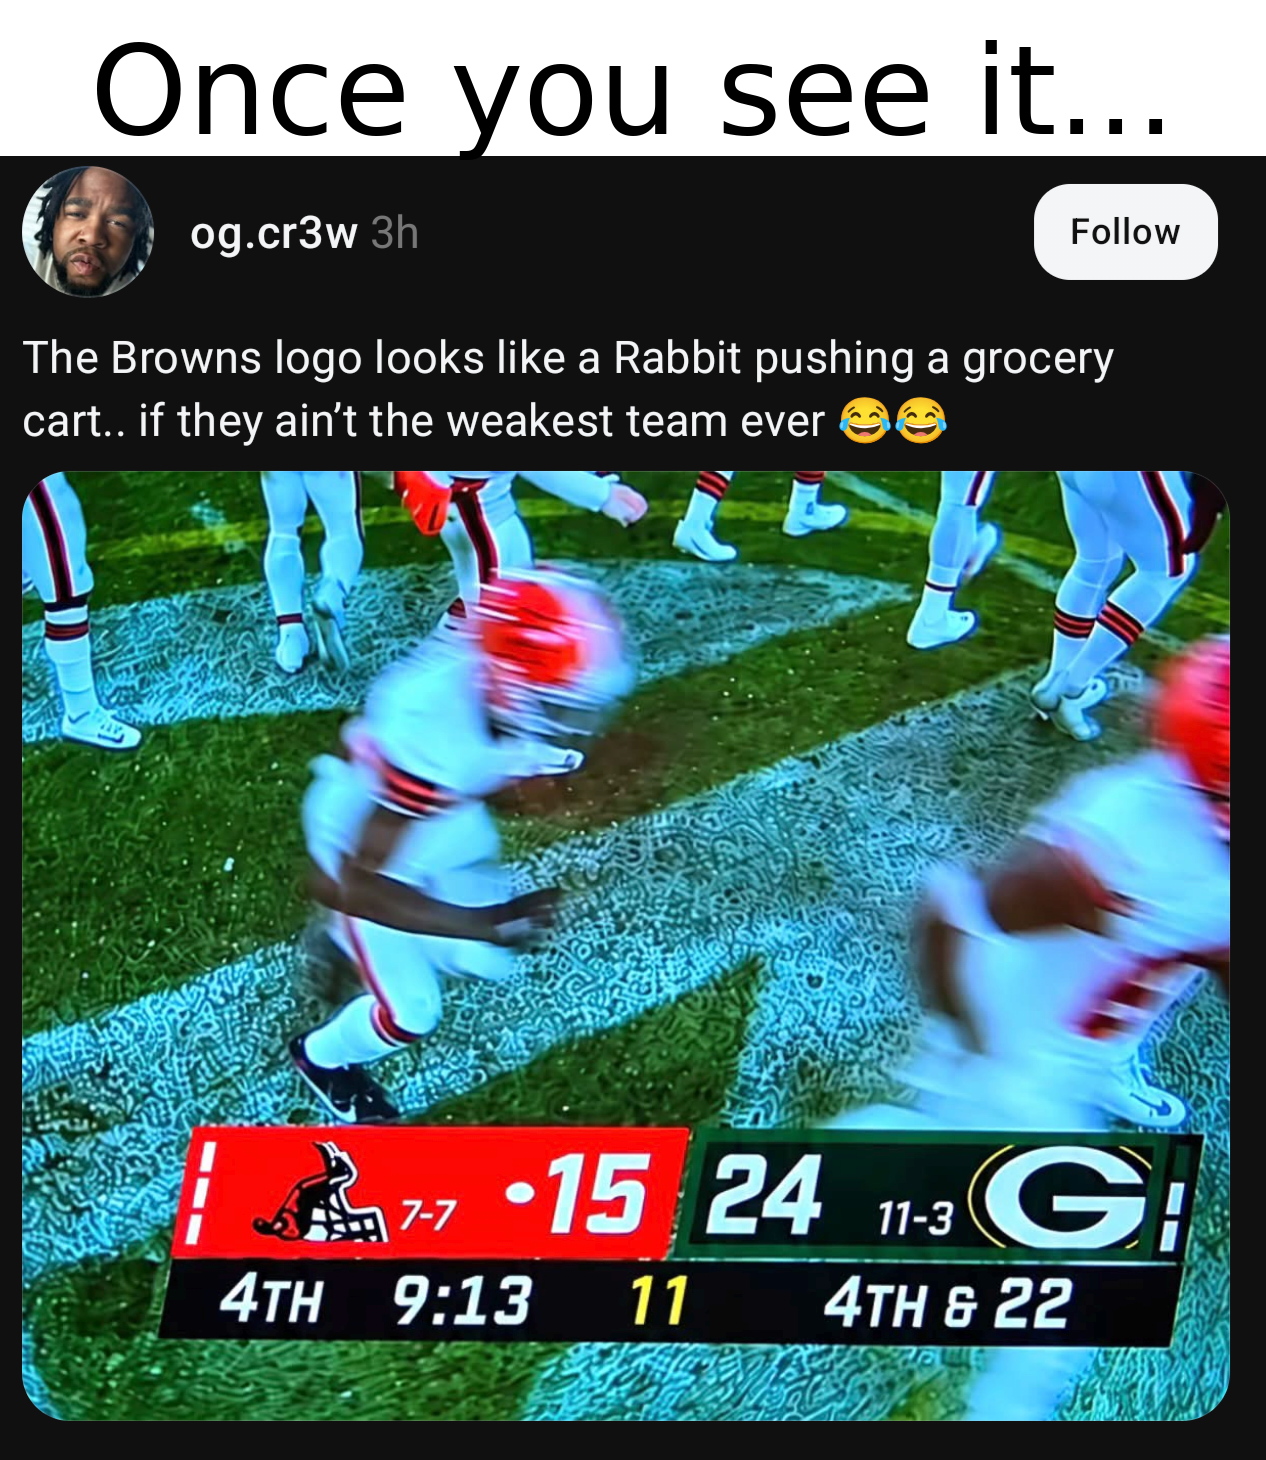 Once you see it...
og.cr3w 3h
Follow
The Browns logo looks like a Rabbit pushing a grocery
cart.. if they ain’t the weakest team ever 😂😂
7-7 •15 24 11-3 G
4TH 9:13 11 4TH & 22